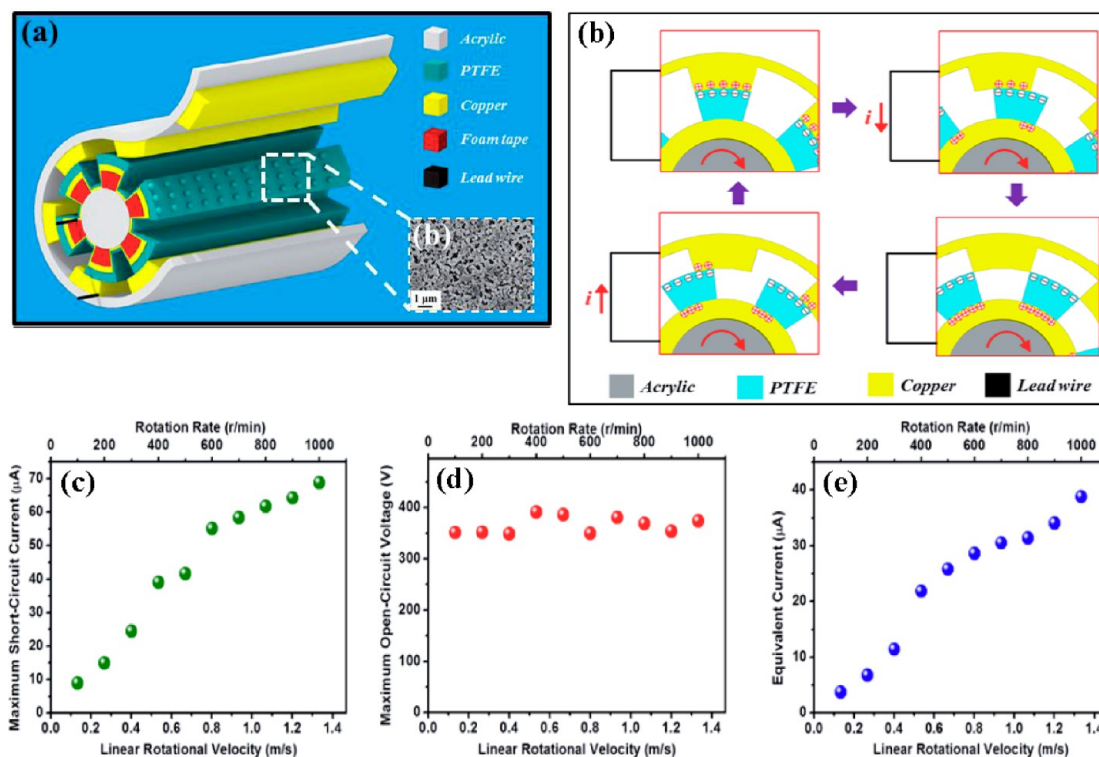 (a)
Acrylic
PTFE
Copper
Foam tape
Lead wire
(b)
1 μm
(b)
i
i
Acrylic
PTFE
Copper
Lead wire
Rotation Rate (r/min)
0 200 400 600 800 1000
(c)
Maximum Short-Circuit Current (μA)
70
60
50
40
30
20
10
0
0.0 0.2 0.4 0.6 0.8 1.0 1.2 1.4
Linear Rotational Velocity (m/s)
Rotation Rate (r/min)
0 200 400 600 800 1000
(d)
Maximum Open-Circuit Voltage (V)
400
300
200
100
0
0.0 0.2 0.4 0.6 0.8 1.0 1.2 1.4
Linear Rotational Velocity (m/s)
Rotation Rate (r/min)
0 200 400 600 800 1000
(e)
Equivalent Current (μA)
40
30
20
10
0
0.0 0.2 0.4 0.6 0.8 1.0 1.2 1.4
Linear Rotational Velocity (m/s)